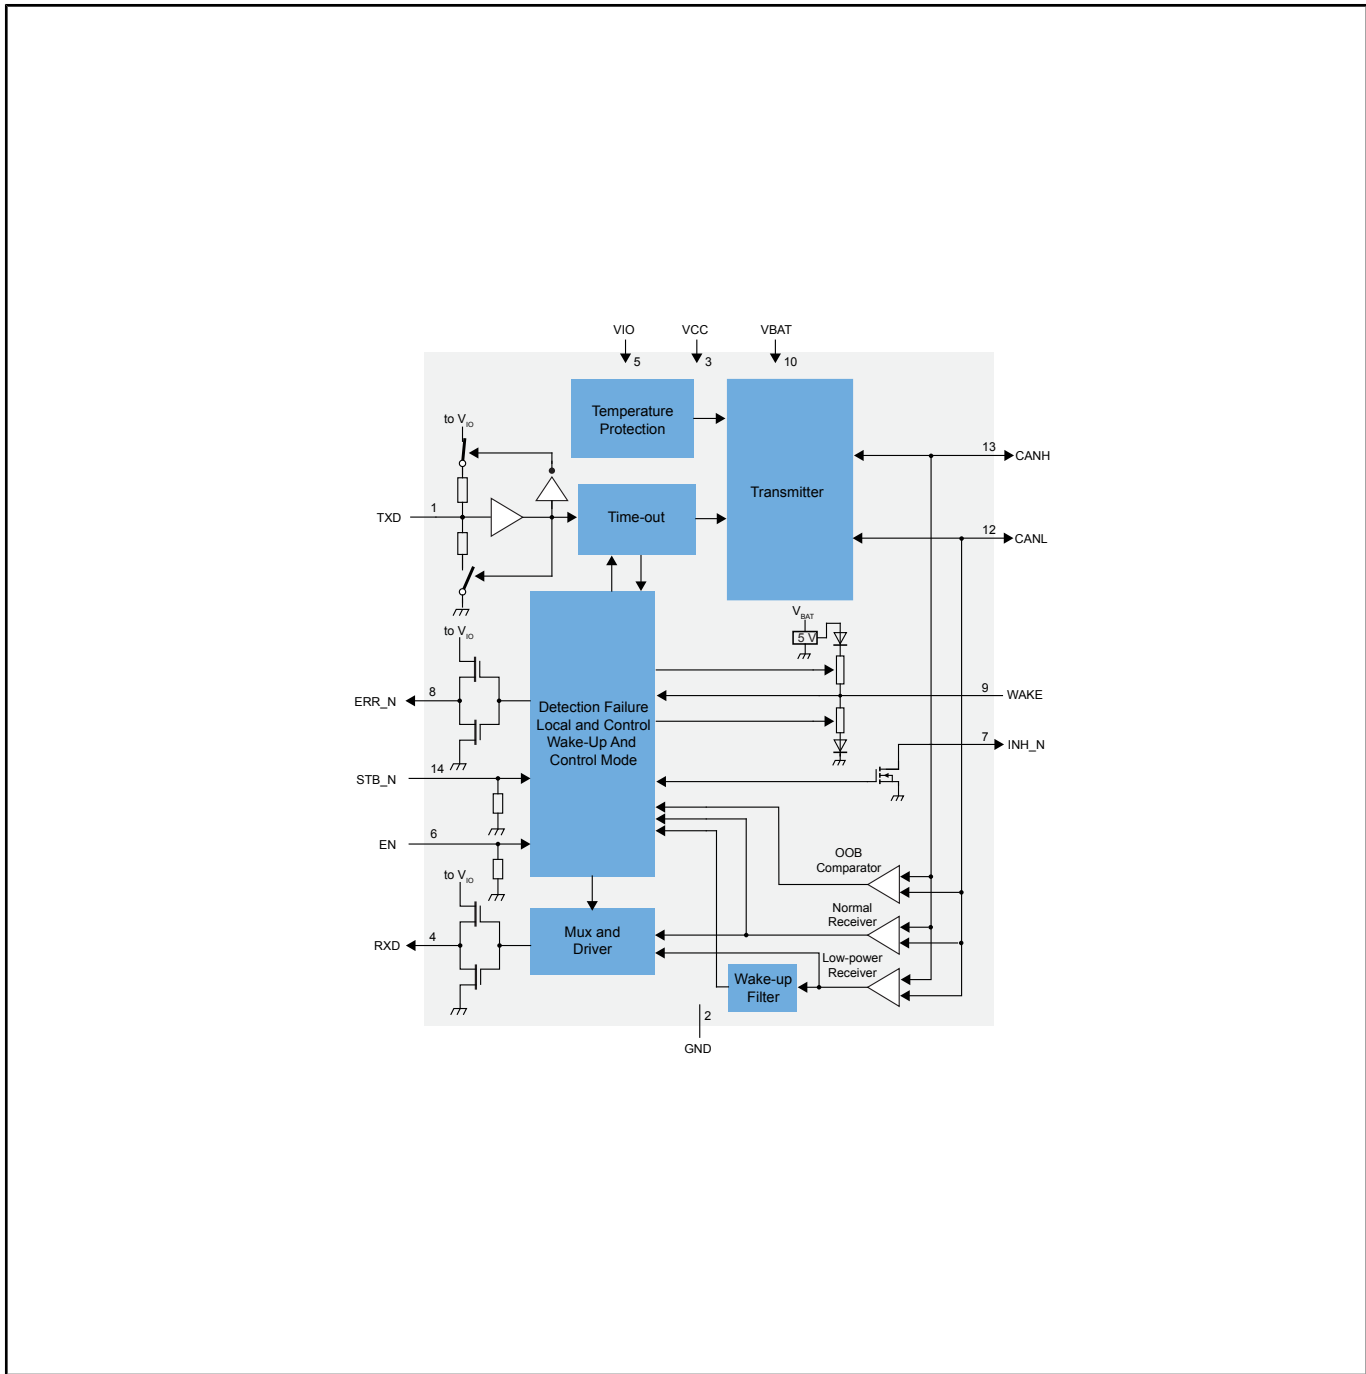 VIO VCC VBAT
5 3 10
Temperature
Protection
to VIO
13 CANH
Transmitter
1
TXD
Time-out
12 CANL
VBAT
5 V
to VIO
8
ERR_N
Detection Failure
Local and Control
Wake-Up And
Control Mode
9 WAKE
7 INH_N
14
STB_N
6
EN
OOB
Comparator
to VIO
Normal
Receiver
4
RXD
Mux and
Driver
Low-power
Receiver
Wake-up
Filter
2
GND